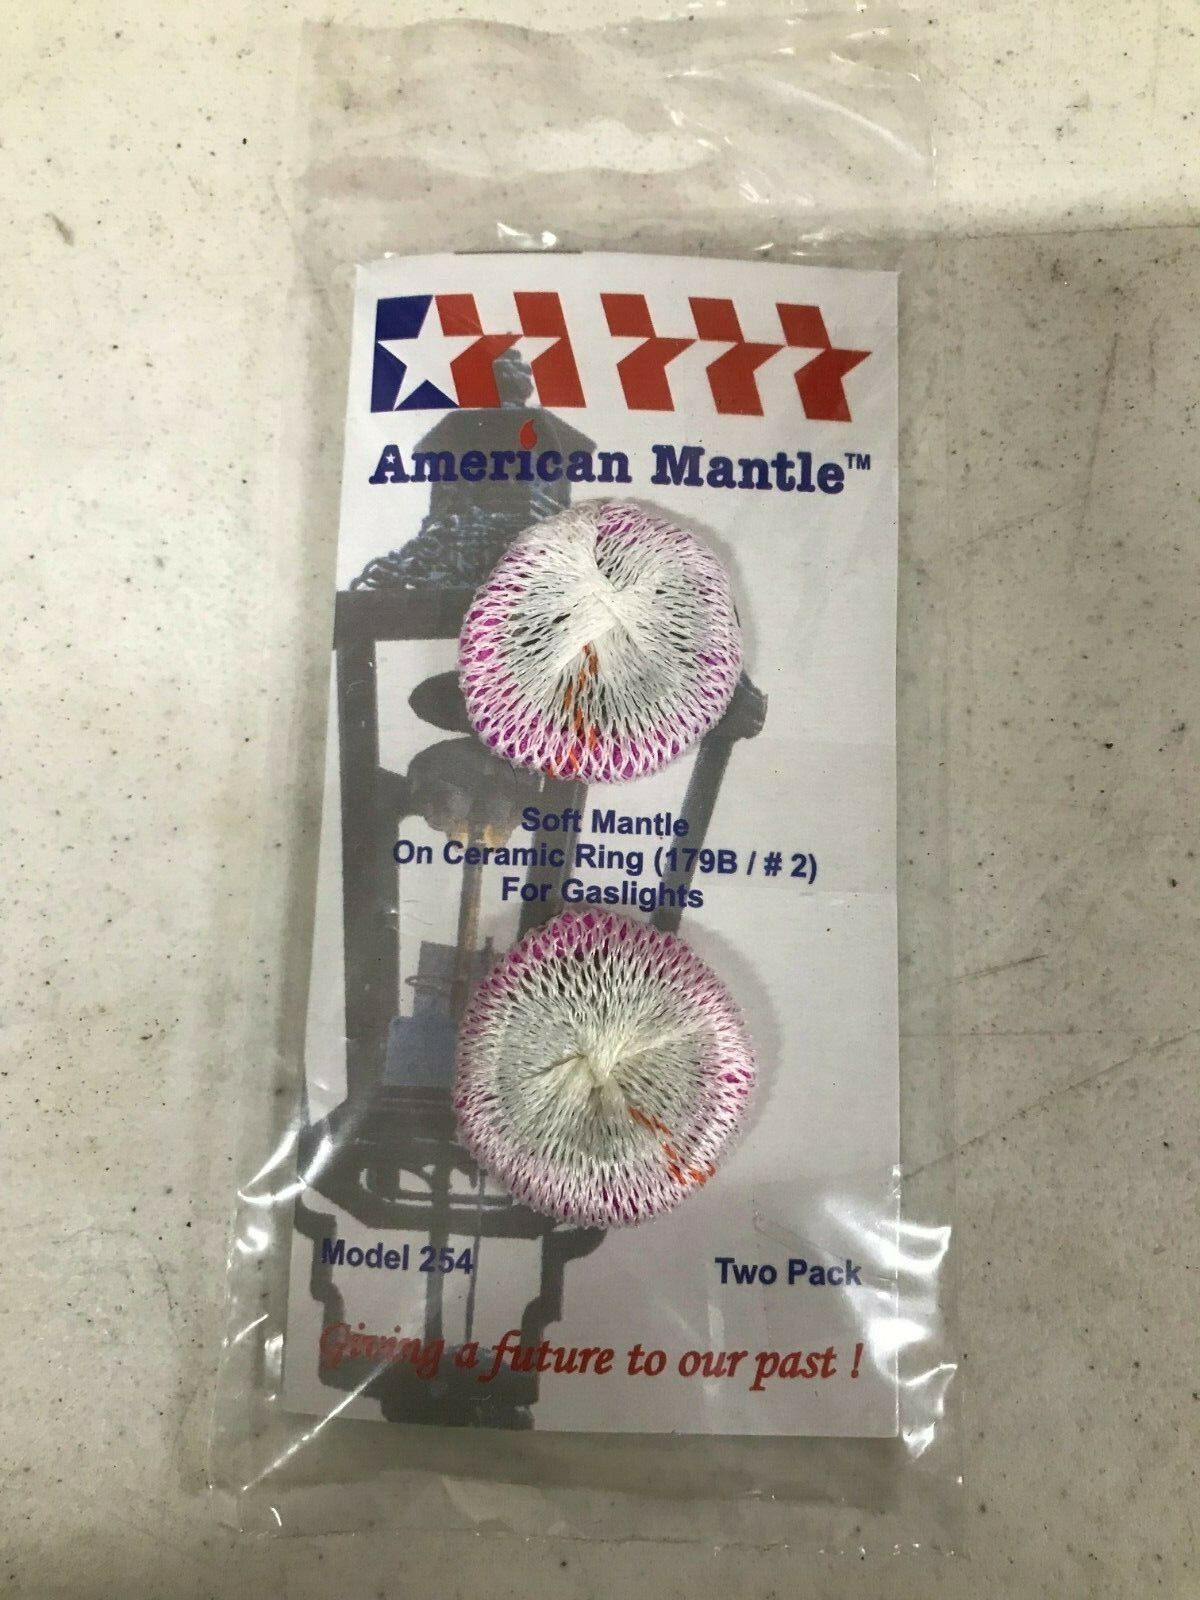 American Mantle™
Soft Mantle
On Ceramic Ring (179B / # 2)
For Gaslights
Model 254
Two Pack
Giving a future to our past !